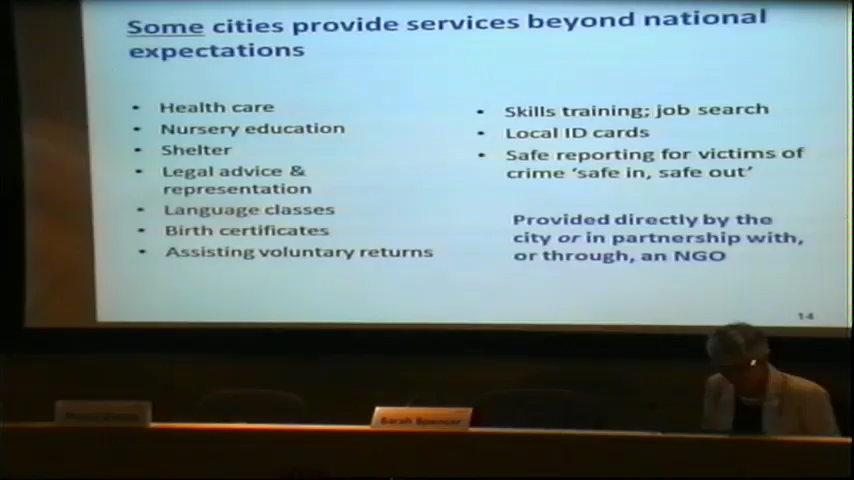 Some cities provide services beyond national
expectations
• Health care
• Nursery education
• Shelter
• Legal advice &
representation
• Language classes
• Birth certificates
• Assisting voluntary returns
• Skills training; job search
• Local ID cards
• Safe reporting for victims of
crime ‘safe in, safe out’
Provided directly by the
city or in partnership with,
or through, an NGO
14
Sarah Spencer